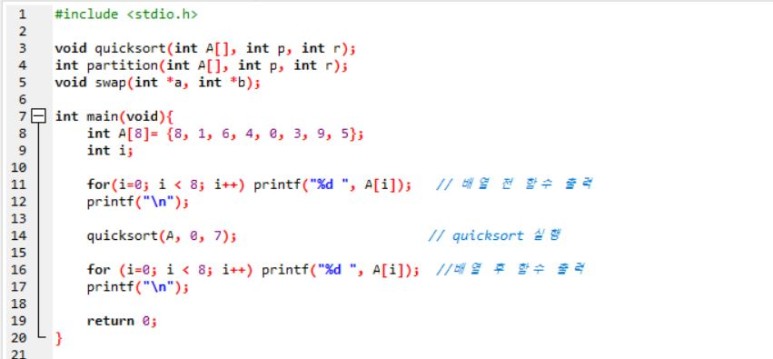 1 #include <stdio.h>
2
3 void quicksort(int A[], int p, int r);
4 int partition(int A[], int p, int r);
5 void swap(int *a, int *b);
6
7 int main(void){
8 int A[8]= {8, 1, 6, 4, 0, 3, 9, 5};
9 int i;
10
11 for(i=0; i < 8; i++) printf("%d ", A[i]); // 배열 전 함수 출력
12 printf("\n");
13
14 quicksort(A, 0, 7); // quicksort 실행
15
16 for (i=0; i < 8; i++) printf("%d ", A[i]); //배열 후 함수 출력
17 printf("\n");
18
19 return 0;
20 }
21